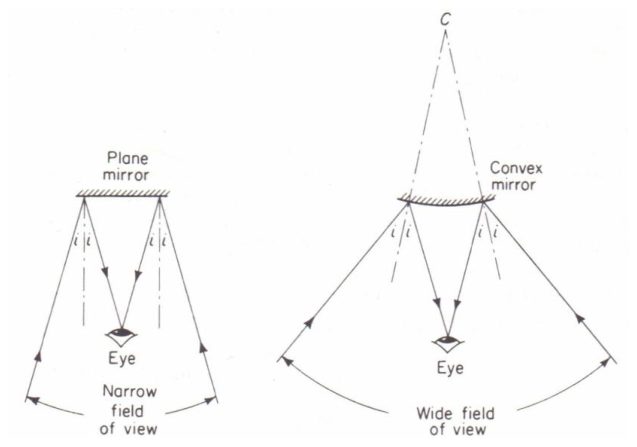 C
Plane
mirror
Convex
mirror
i i
i i
i i
i i
Eye
Eye
Narrow
field
of view
Wide field
of view